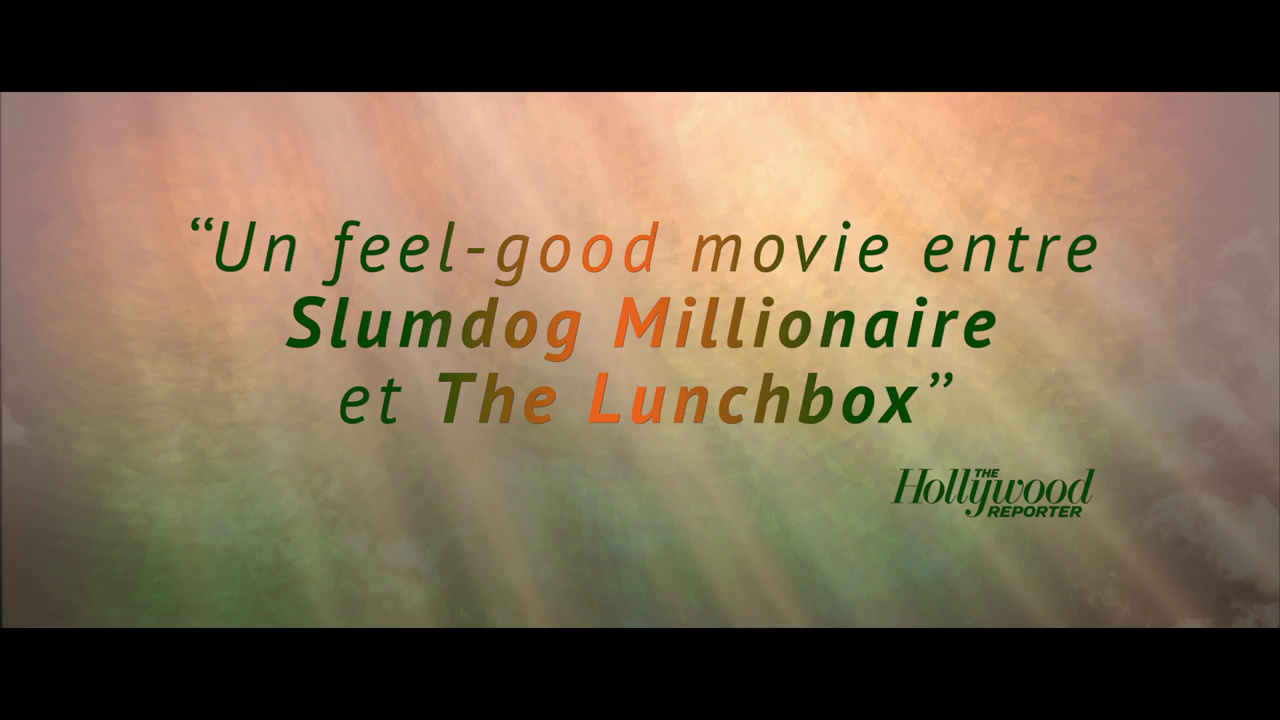 “Un feel-good movie entre
Slumdog Millionaire
et The Lunchbox”
THE
Hollywood
REPORTER